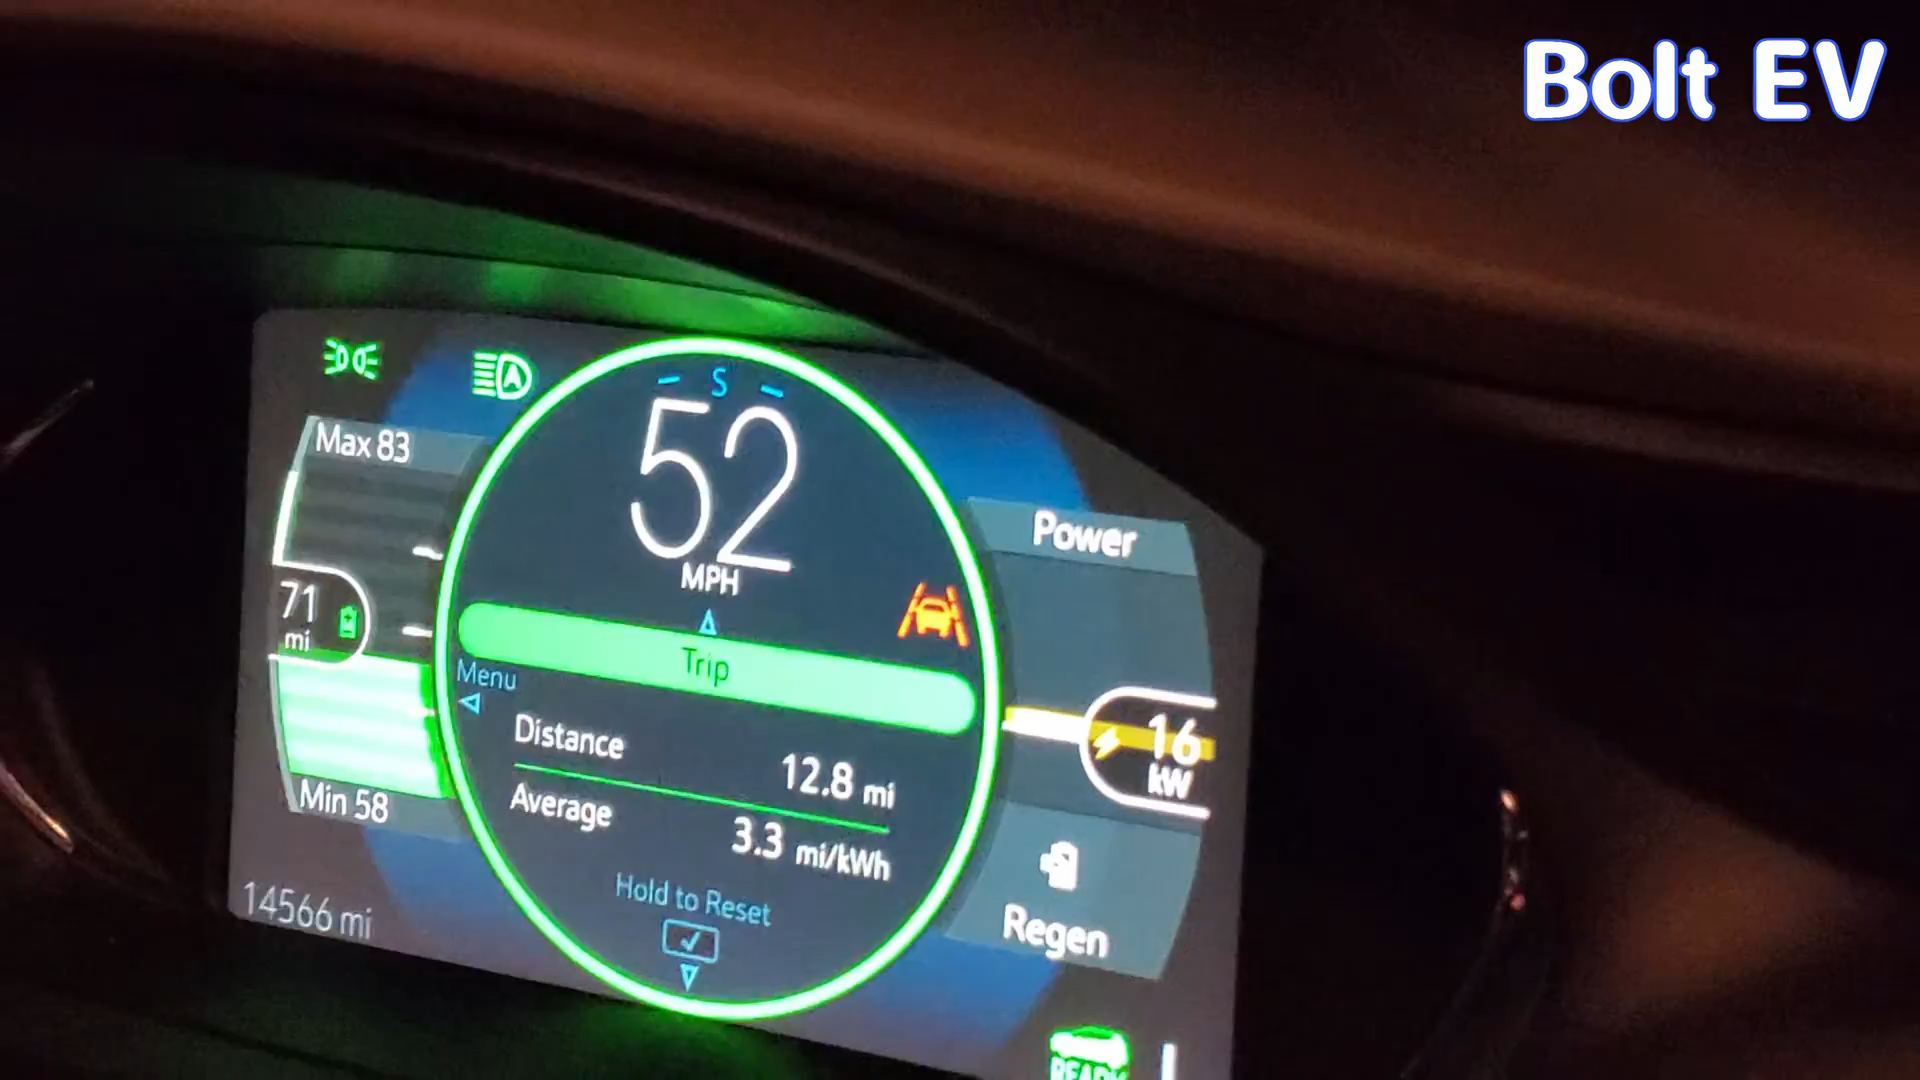 Bolt EV
S
52
MPH
Max 83
71
mi
Min 58
14566 mi
Menu
Trip
Distance
12.8 mi
Average
3.3 mi/kWh
Hold to Reset
Power
16
kW
Regen
READY